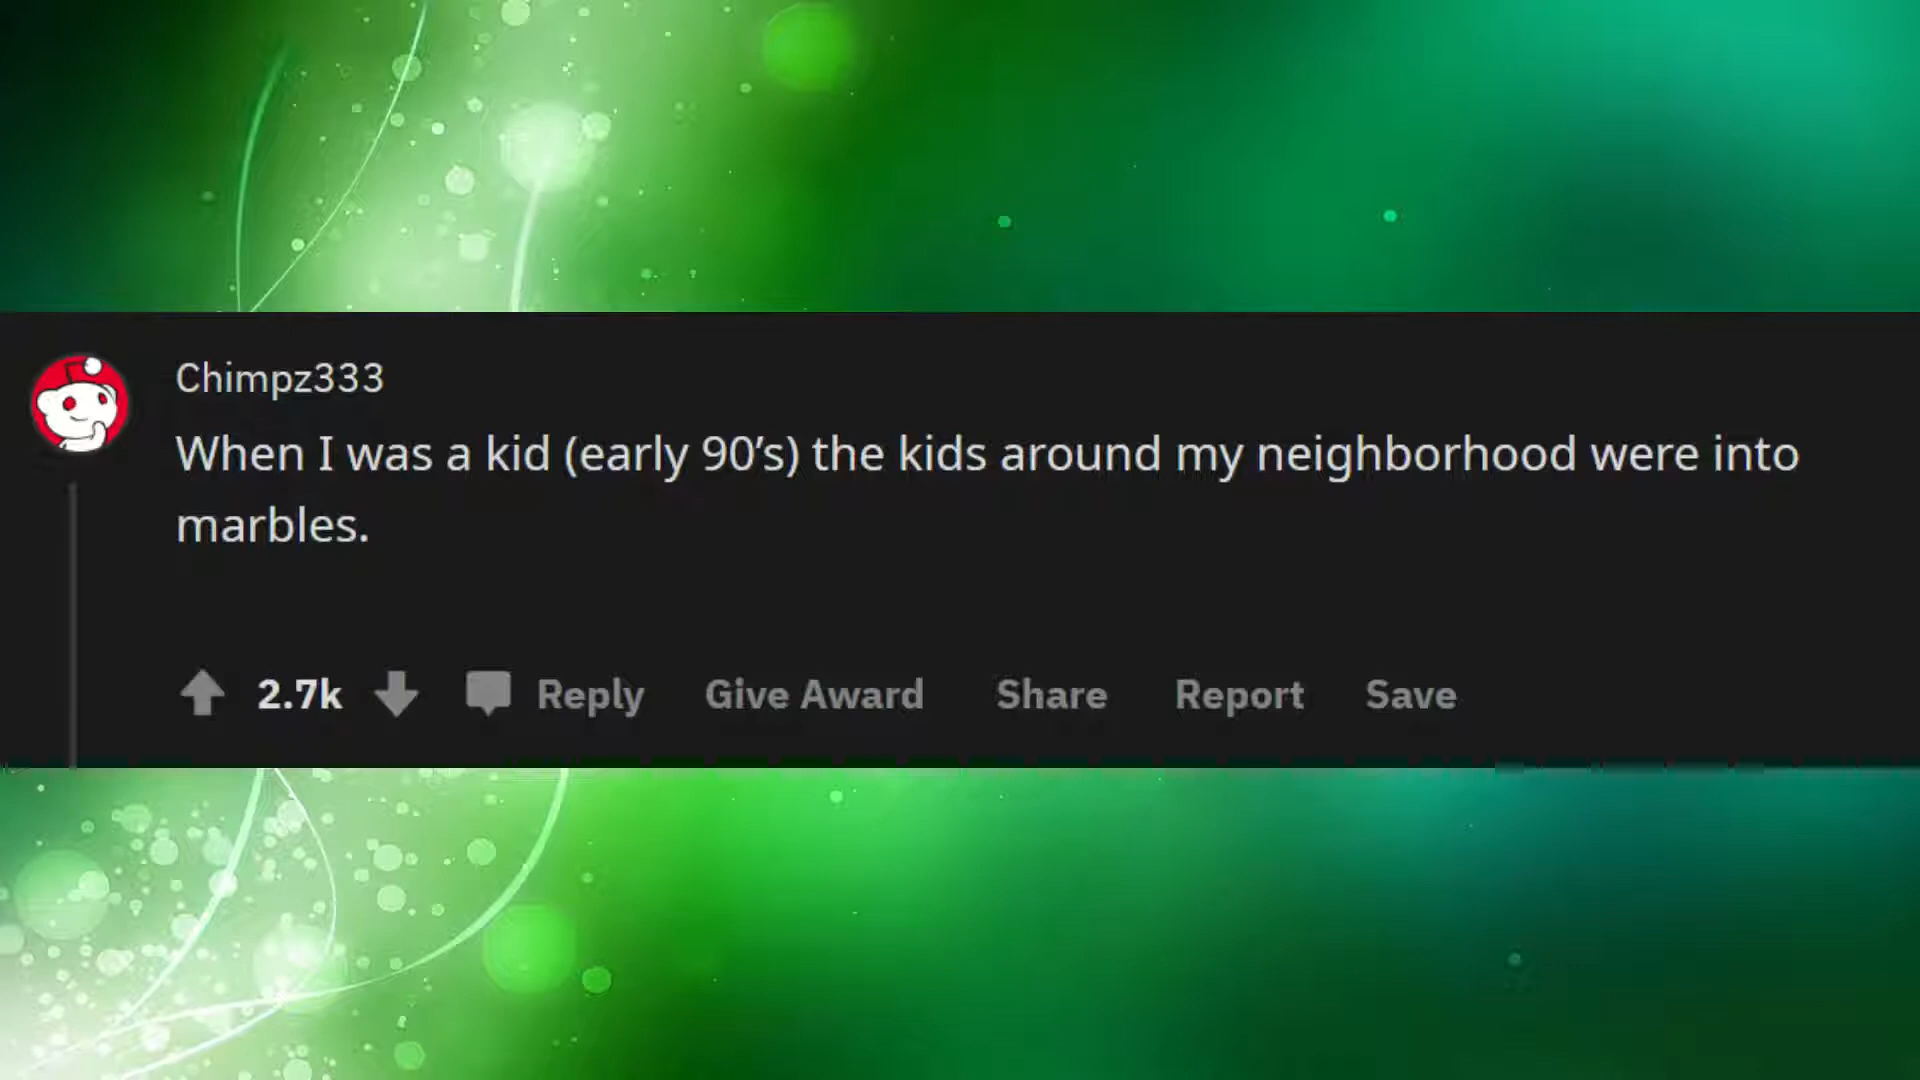 Chimpz333
When I was a kid (early 90’s) the kids around my neighborhood were into
marbles.
2.7k Reply Give Award Share Report Save